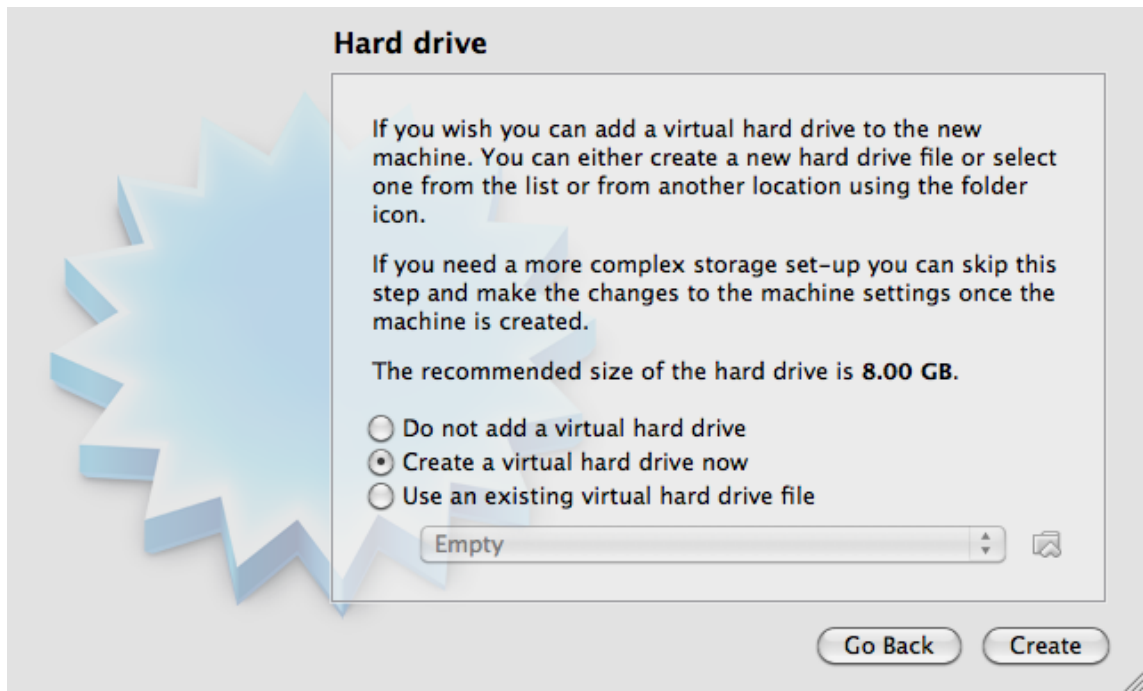 Hard drive
If you wish you can add a virtual hard drive to the new
machine. You can either create a new hard drive file or select
one from the list or from another location using the folder
icon.
If you need a more complex storage set-up you can skip this
step and make the changes to the machine settings once the
machine is created.
The recommended size of the hard drive is 8.00 GB.
Do not add a virtual hard drive
Create a virtual hard drive now
Use an existing virtual hard drive file
Empty
Go Back
Create